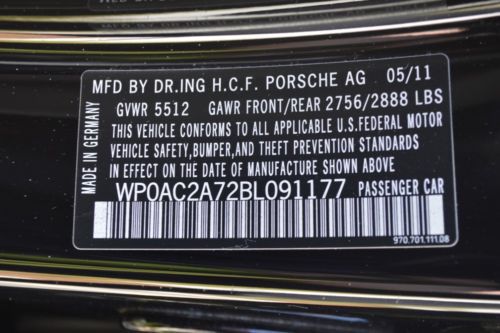 MFD BY DR.ING H.C.F. PORSCHE AG 05/11
GVWR 5512 GAWR FRONT/REAR 2756/2888 LBS
THIS VEHICLE CONFORMS TO ALL APPLICABLE U.S.FEDERAL MOTOR
VEHICLE SAFETY,BUMPER,AND THEFT PREVENTION STANDARDS
IN EFFECT ON THE DATE OF MANUFACTURE SHOWN ABOVE.
WP0AC2A72BL091177 PASSENGER CAR
970.701.111.08
MADE IN GERMANY